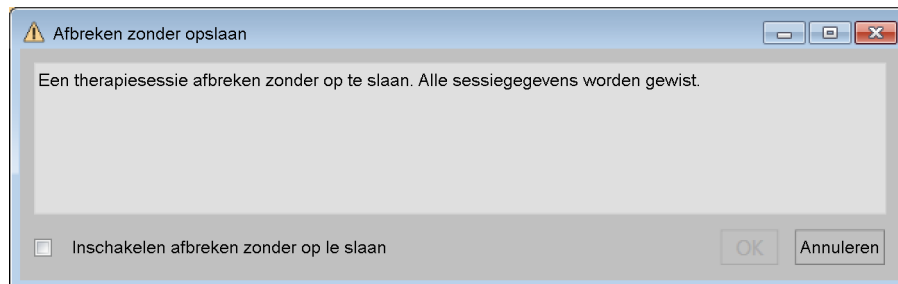 Afbreken zonder opslaan
Een therapiesessie afbreken zonder op te slaan. Alle sessiegegevens worden gewist.
Inschakelen afbreken zonder op le slaan
OK
Annuleren